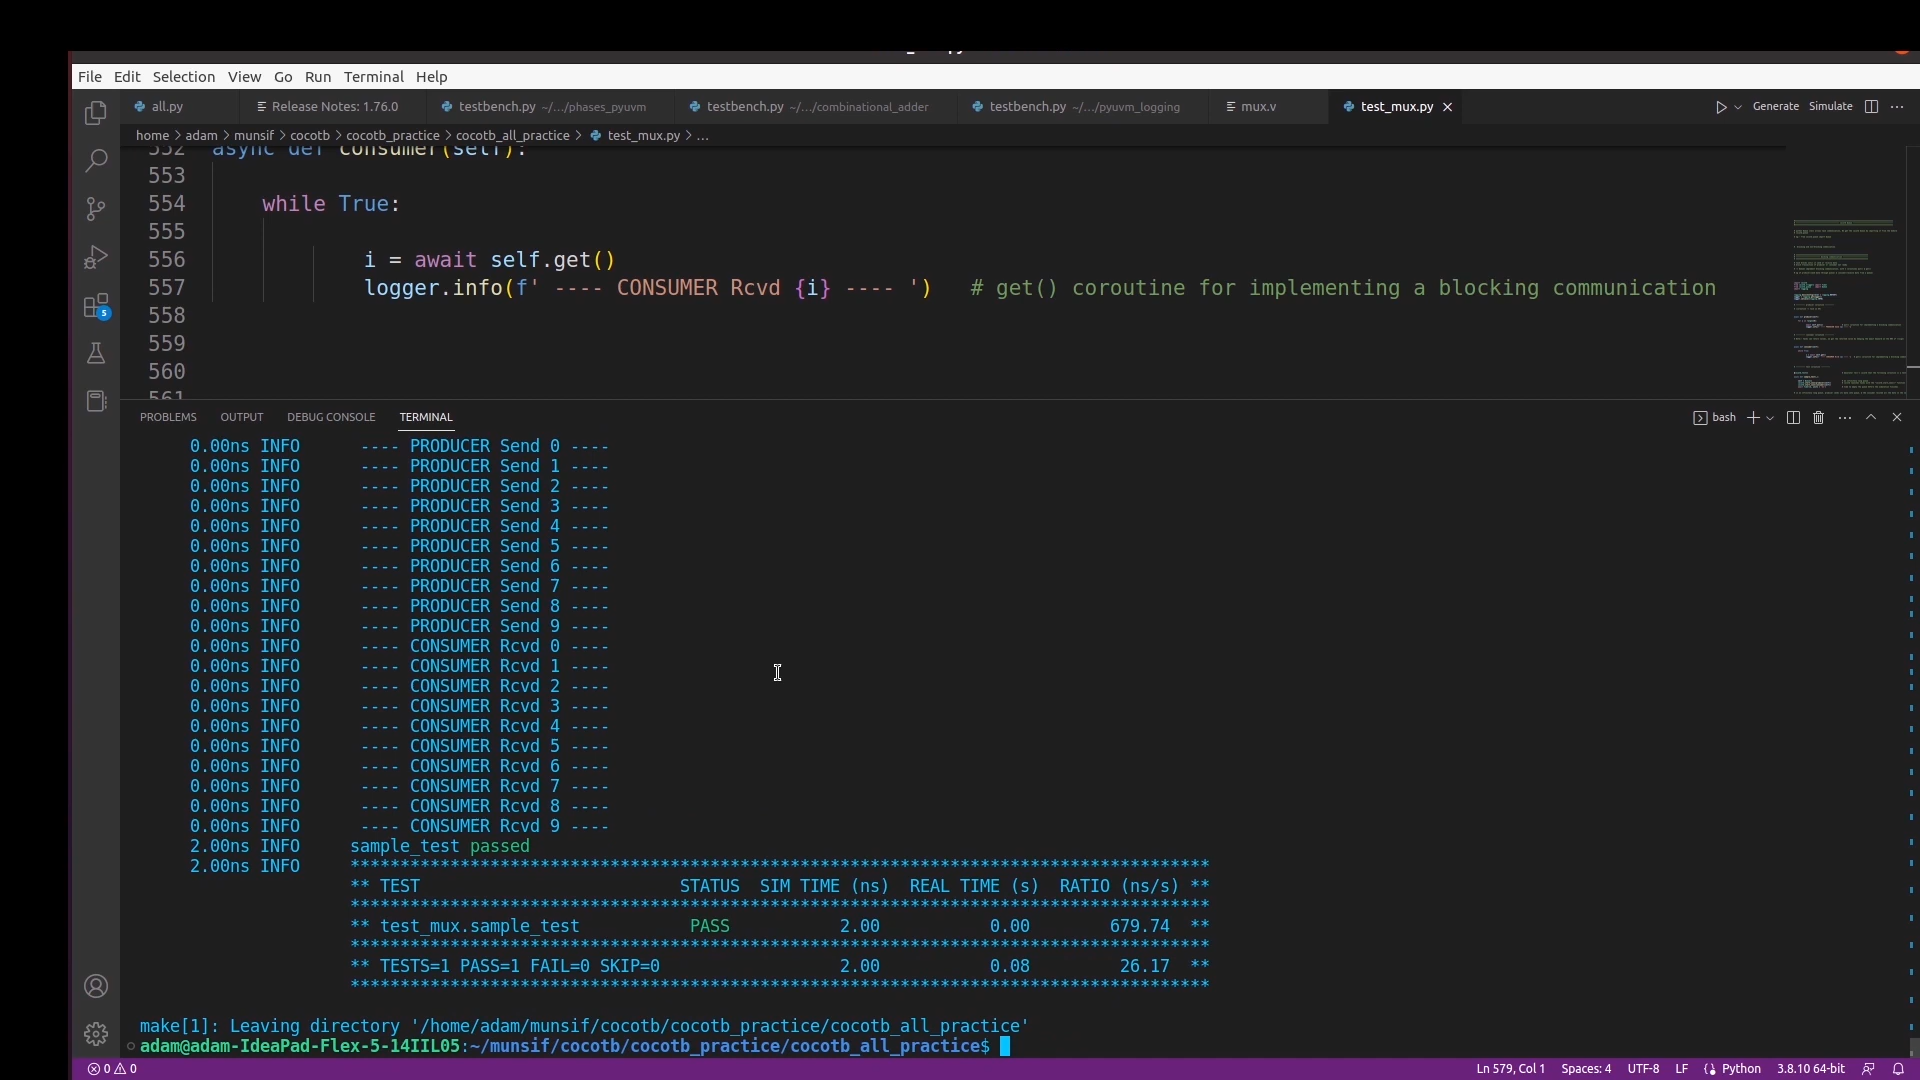 File Edit Selection View Go Run Terminal Help
all.py Release Notes: 1.76.0 testbench.py ~/.../phases_pyuvm testbench.py ~/.../combinational_adder testbench.py ~/.../pyuvm_logging mux.v test_mux.py Generate Simulate
home > adam > munsif > cocotb > cocotb_practice > cocotb_all_practice > test_mux.py > ...
552 async def consumer(self):
553
554 while True:
555
556 i = await self.get()
557 logger.info(f' ---- CONSUMER Rcvd {i} ---- ') # get() coroutine for implementing a blocking communication
558
559
560
561
5
PROBLEMS OUTPUT DEBUG CONSOLE TERMINAL bash
0.00ns INFO ---- PRODUCER Send 0 ----
0.00ns INFO ---- PRODUCER Send 1 ----
0.00ns INFO ---- PRODUCER Send 2 ----
0.00ns INFO ---- PRODUCER Send 3 ----
0.00ns INFO ---- PRODUCER Send 4 ----
0.00ns INFO ---- PRODUCER Send 5 ----
0.00ns INFO ---- PRODUCER Send 6 ----
0.00ns INFO ---- PRODUCER Send 7 ----
0.00ns INFO ---- PRODUCER Send 8 ----
0.00ns INFO ---- PRODUCER Send 9 ----
0.00ns INFO ---- CONSUMER Rcvd 0 ----
0.00ns INFO ---- CONSUMER Rcvd 1 ----
0.00ns INFO ---- CONSUMER Rcvd 2 ----
0.00ns INFO ---- CONSUMER Rcvd 3 ----
0.00ns INFO ---- CONSUMER Rcvd 4 ----
0.00ns INFO ---- CONSUMER Rcvd 5 ----
0.00ns INFO ---- CONSUMER Rcvd 6 ----
0.00ns INFO ---- CONSUMER Rcvd 7 ----
0.00ns INFO ---- CONSUMER Rcvd 8 ----
0.00ns INFO ---- CONSUMER Rcvd 9 ----
2.00ns INFO sample_test passed
2.00ns INFO **************************************************************************************
** TEST STATUS SIM TIME (ns) REAL TIME (s) RATIO (ns/s) **
**************************************************************************************
** test_mux.sample_test PASS 2.00 0.00 679.74 **
**************************************************************************************
** TESTS=1 PASS=1 FAIL=0 SKIP=0 2.00 0.08 26.17 **
**************************************************************************************
make[1]: Leaving directory '/home/adam/munsif/cocotb/cocotb_practice/cocotb_all_practice'
adam@adam-IdeaPad-Flex-5-14IIL05:~/munsif/cocotb/cocotb_practice/cocotb_all_practice$
0 0 Ln 579, Col 1 Spaces: 4 UTF-8 LF Python 3.8.10 64-bit